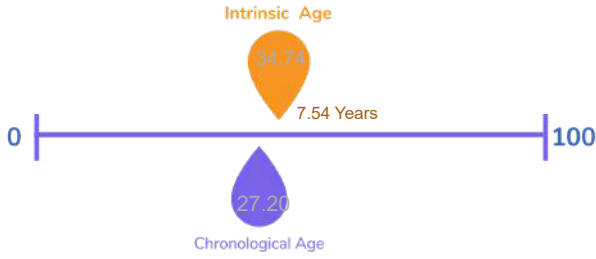 Intrinsic Age
34.74
7.54 Years
0
100
27.20
Chronological Age